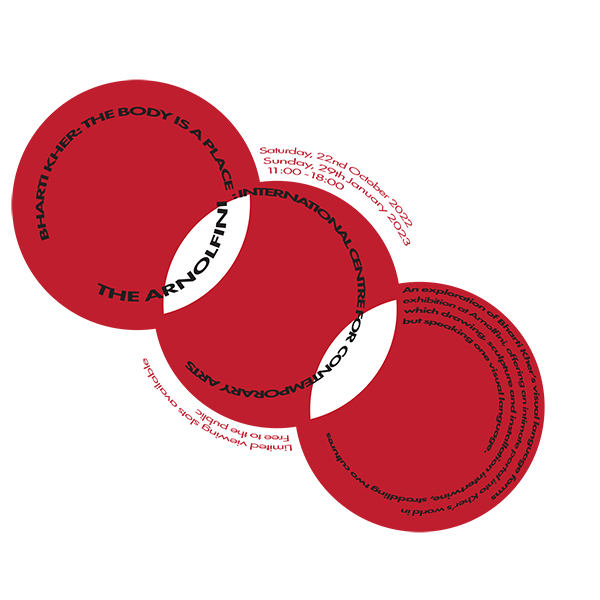 BHARTI KHER: THE BODY IS A PLACE
THE ARNOLFINI : INTERNATIONAL CENTRE FOR CONTEMPORARY ARTS
Saturday, 22nd October 2022
Sunday, 29th January 2023
11:00 - 18:00
Limited viewing slots available
Free to the public
An exploration of Bharti Kher's visual language forms
exhibition at Arnolfini, offering an intimate portal into Kher's world in
which drawing, sculpture and installation intertwine, straddling two cultures
but speaking one visual language.